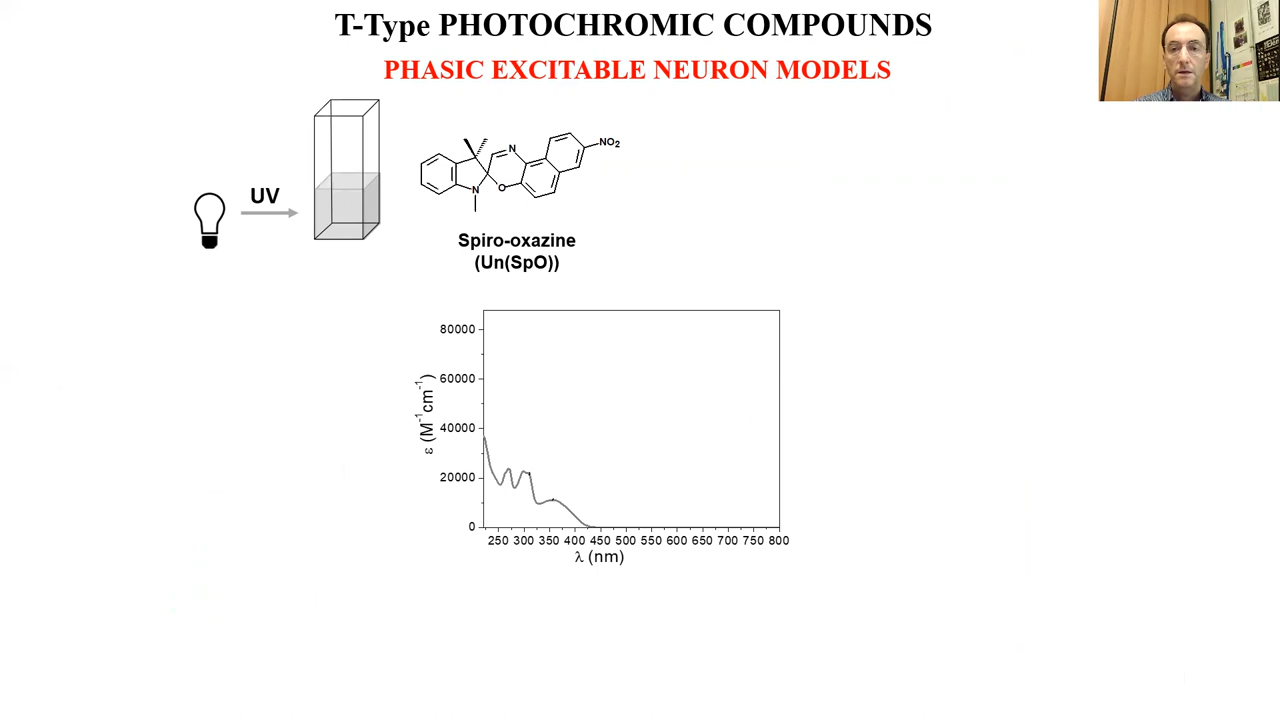 T-Type PHOTOCHROMIC COMPOUNDS
PHASIC EXCITABLE NEURON MODELS
UV
N
NO2
N
O
Spiro-oxazine
(Un(SpO))
80000
60000
40000
20000
0
ε (M-1cm-1)
250 300 350 400 450 500 550 600 650 700 750 800
λ (nm)